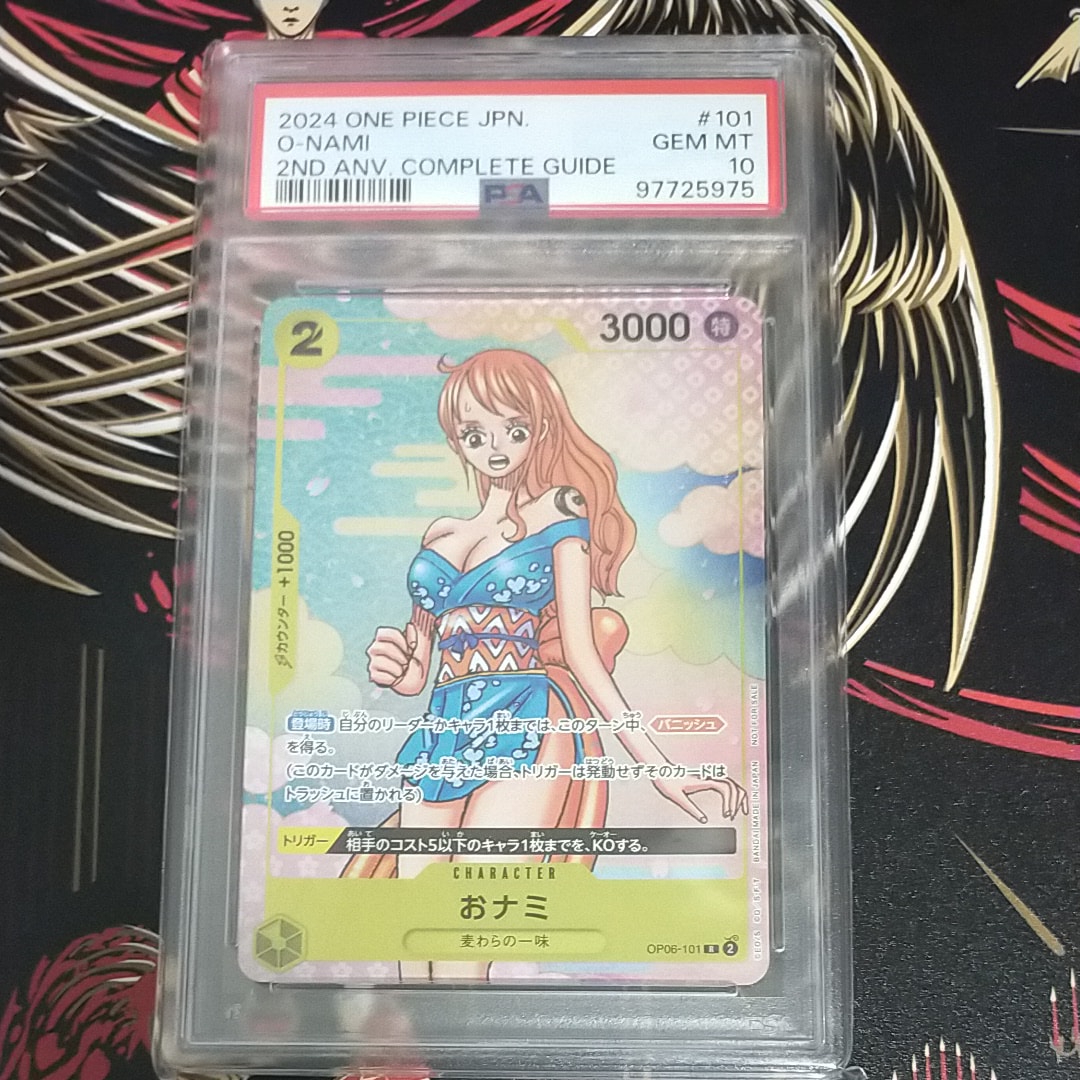 2024 ONE PIECE JPN. #101
O-NAMI GEM MT
2ND ANV. COMPLETE GUIDE 10
PSA 97725975
2 3000 特
カウンター +1000
登場時 自分のリーダーかキャラ1枚までは、このターン中、バニッシュ
を得る。
(このカードがダメージを与えた場合、トリガーは発動せずそのカードは
トラッシュに置かれる)
トリガー 相手のコスト5以下のキャラ1枚までを、KOする。
CHARACTER
おナミ
麦わらの一味
OP06-101 R 2
BANDAI MADE IN JAPAN NOT FOR SALE